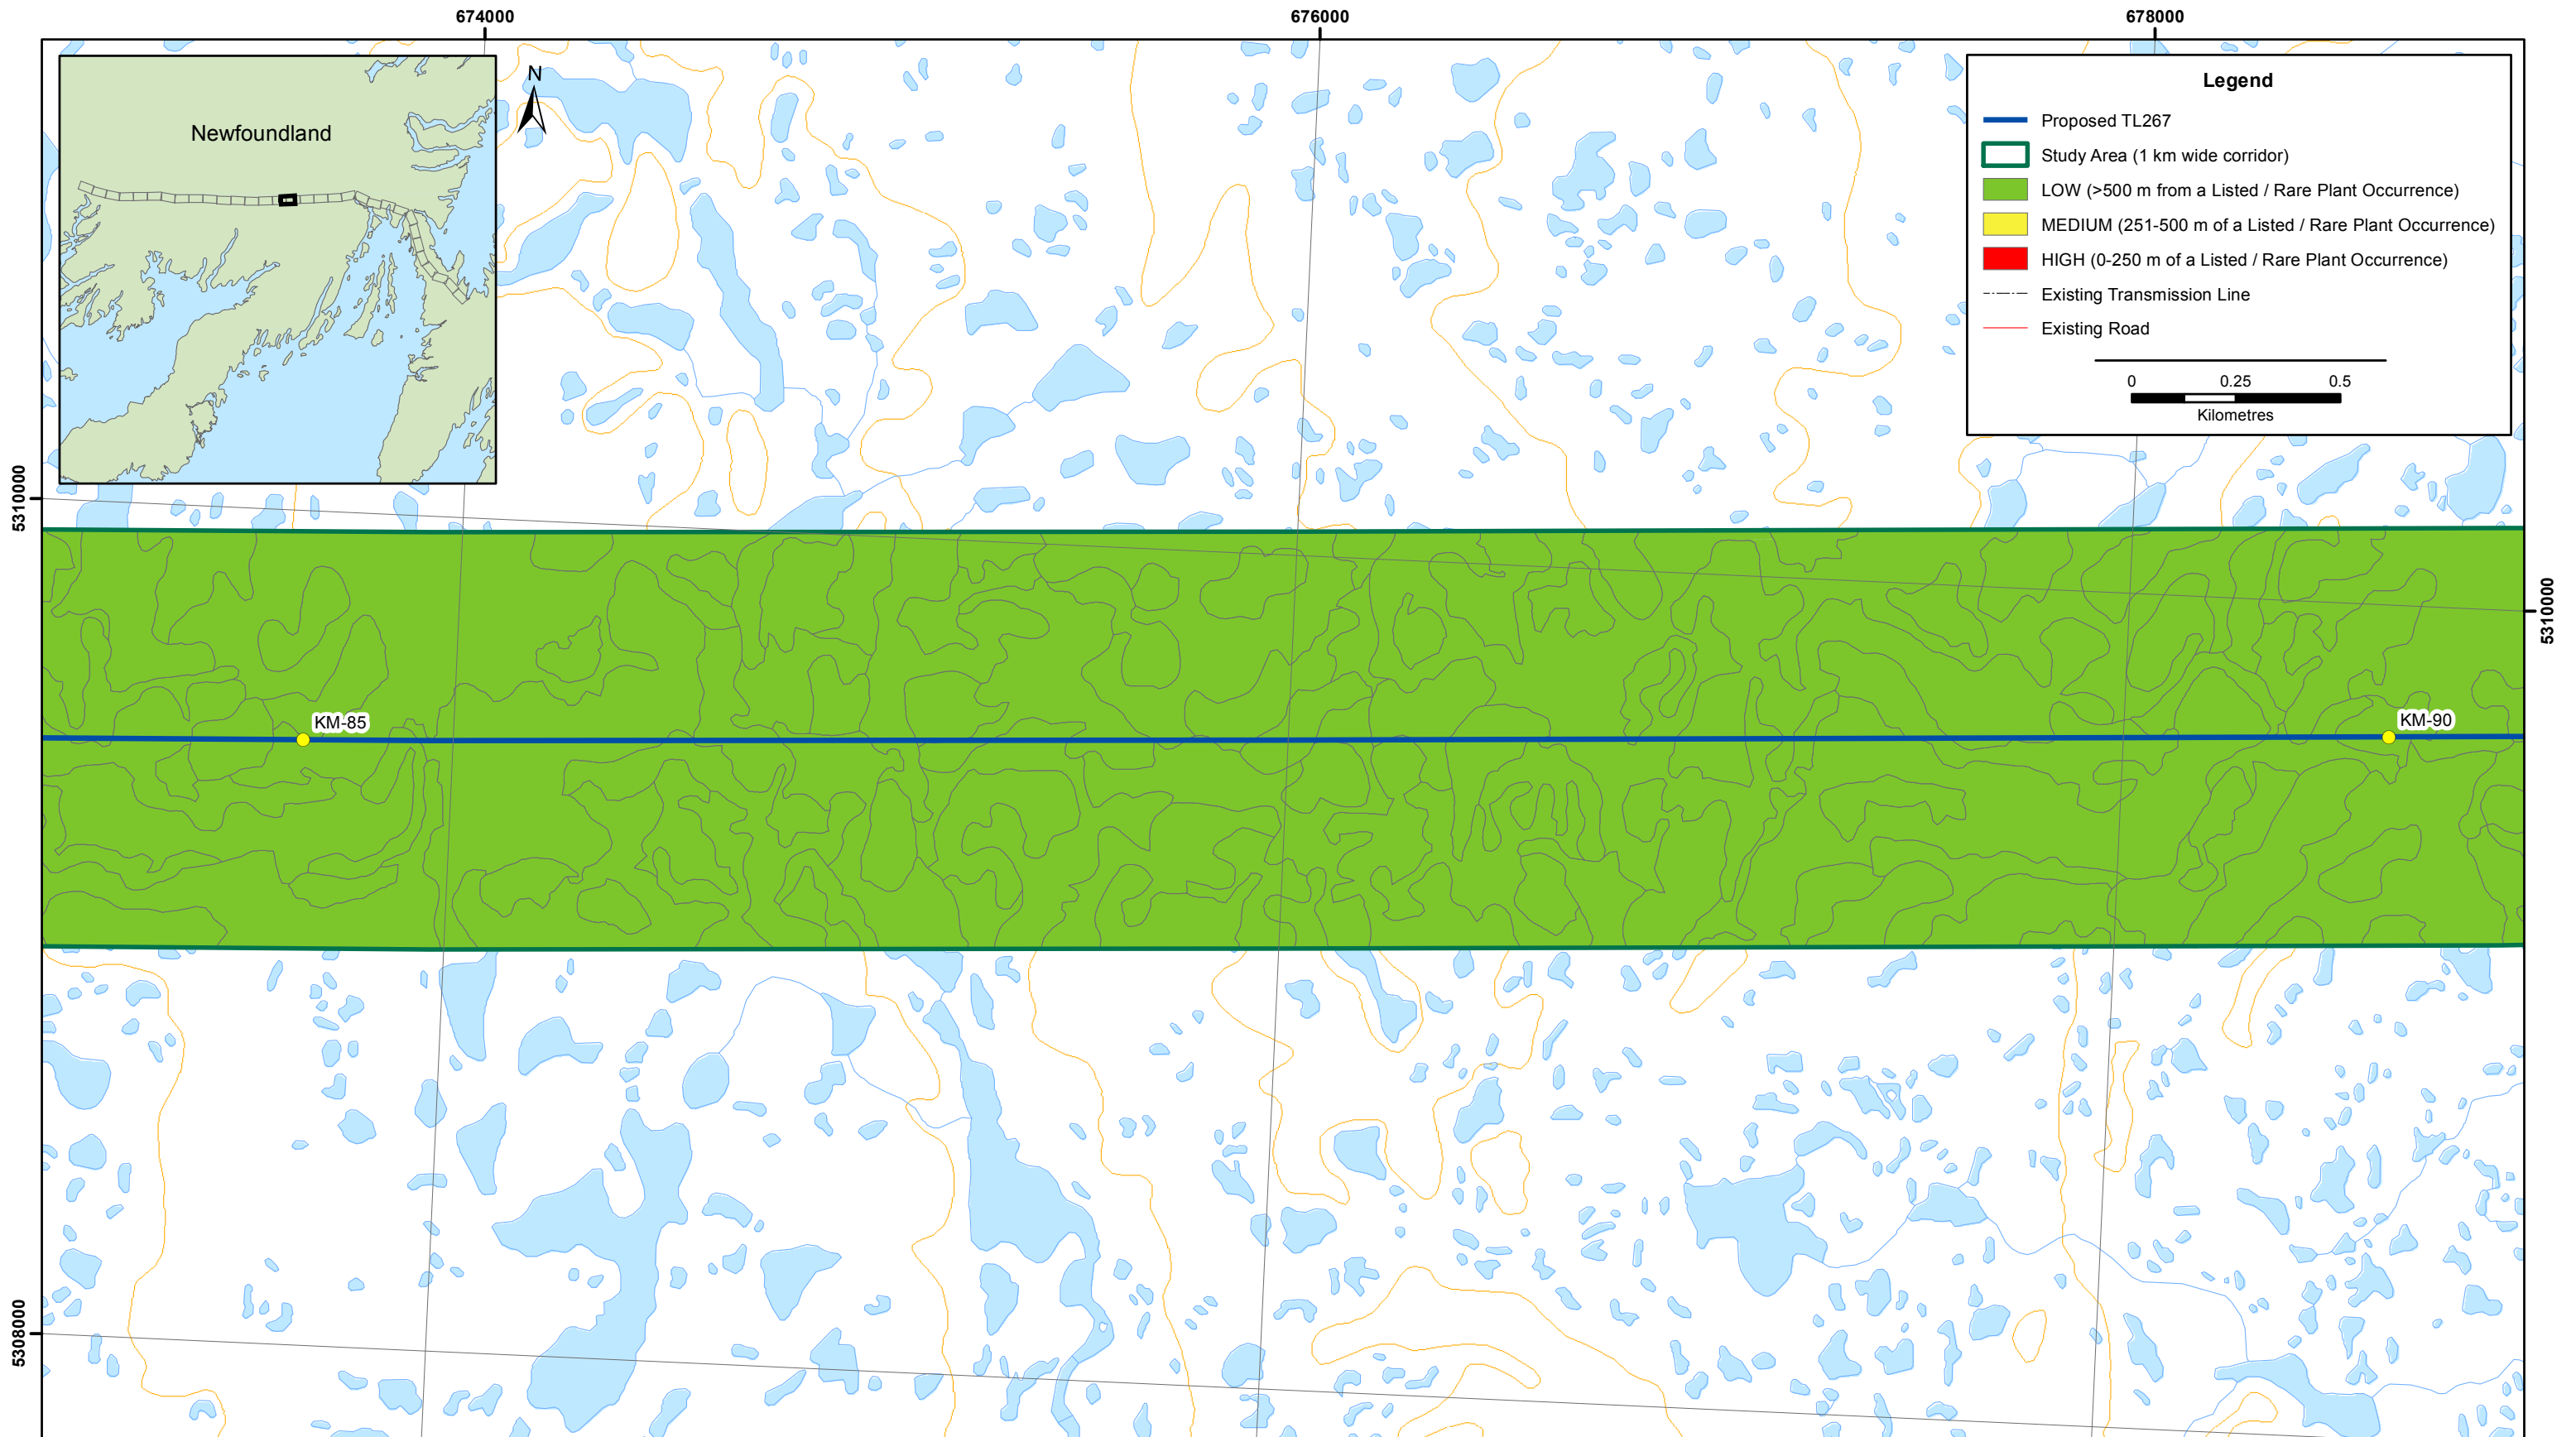 674000
676000
678000
Newfoundland
N
Legend
Proposed TL267
Study Area (1 km wide corridor)
LOW (>500 m from a Listed / Rare Plant Occurrence)
MEDIUM (251-500 m of a Listed / Rare Plant Occurrence)
HIGH (0-250 m of a Listed / Rare Plant Occurrence)
Existing Transmission Line
Existing Road
0 0.25 0.5
Kilometres
5310000
5310000
KM-85
KM-90
5308000